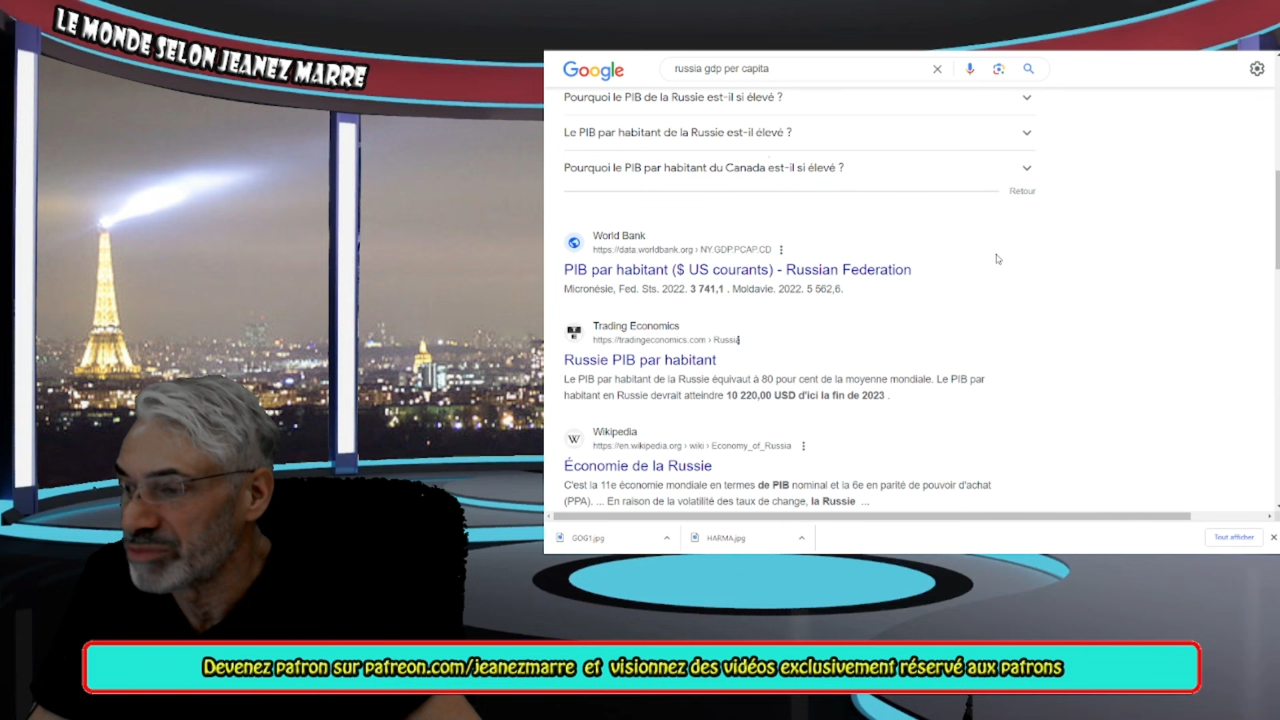 LE MONDE SELON JEANEZ MARRE
Google
russia gdp per capita
Pourquoi le PIB de la Russie est-il si élevé ?
Le PIB par habitant de la Russie est-il élevé ?
Pourquoi le PIB par habitant du Canada est-il si élevé ?
Retour
World Bank
https://data.worldbank.org › NY.GDP.PCAP.CD
PIB par habitant ($ US courants) - Russian Federation
Micronésie, Fed. Sts. 2022. 3 741,1 . Moldavie. 2022. 5 562,6.
Trading Economics
https://tradingeconomics.com › Russia
Russie PIB par habitant
Le PIB par habitant de la Russie équivaut à 80 pour cent de la moyenne mondiale. Le PIB par
habitant en Russie devrait atteindre 10 220,00 USD d'ici la fin de 2023 .
W
Wikipedia
https://en.wikipedia.org › wiki › Economy_of_Russia
Économie de la Russie
C'est la 11e économie mondiale en termes de PIB nominal et la 6e en parité de pouvoir d'achat
(PPA). ... En raison de la volatilité des taux de change, la Russie ...
GOG1.jpg
HARMA.jpg
Tout afficher
Devenez patron sur patreon.com/jeanezmarre et visionnez des vidéos exclusivement réservé aux patrons